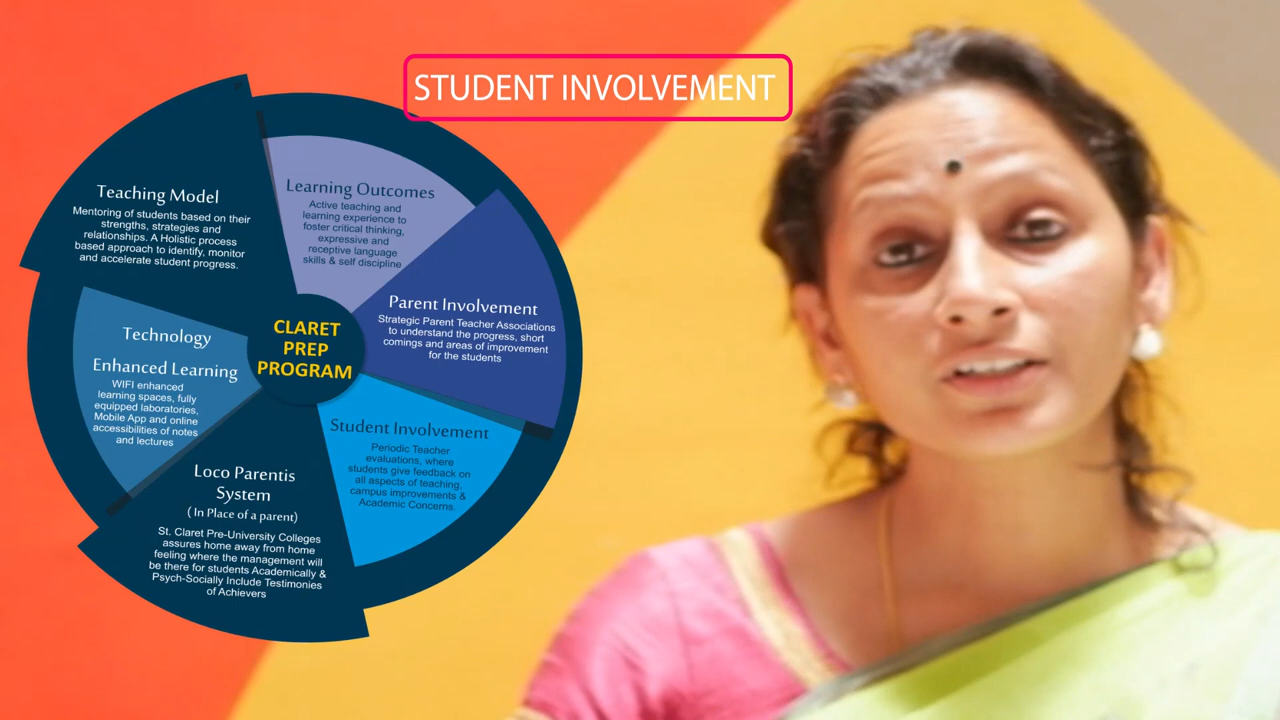 STUDENT INVOLVEMENT
Teaching Model
Mentoring of students based on their
strengths, strategies and
relationships. A Holistic process
based approach to identify, monitor
and accelerate student progress.
Learning Outcomes
Active teaching and
learning experience to
foster critical thinking,
expressive and
receptive language
skills & self discipline
Parent Involvement
Strategic Parent Teacher Associations
to understand the progress, short
comings and areas of improvement
for the students
CLARET
PREP
PROGRAM
Technology
Enhanced Learning
WIFI enhanced
learning spaces, fully
equipped laboratories,
Mobile App and online
accessibilities of notes
and lectures
Student Involvement
Periodic Teacher
evaluations, where
students give feedback on
all aspects of teaching,
campus improvements &
Academic Concerns.
Loco Parentis
System
( In Place of a parent)
St. Claret Pre-University Colleges
assures home away from home
feeling where the management will
be there for students Academically &
Psych-Socially Include Testimonies
of Achievers